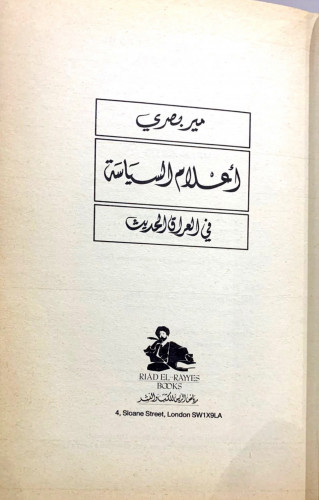 مير بصري
أعلام السياسة
في العراق الحديث
RIAD EL-RAYYES
BOOKS
رياض الريس للكتب والنشر
4, Sloane Street, London SW1X9LA